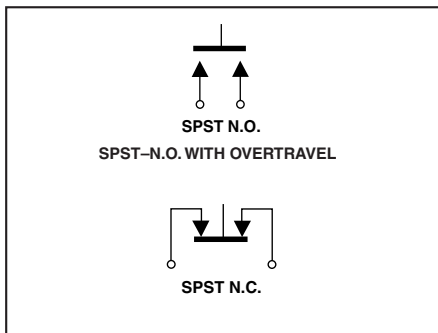 SPST N.O.
SPST–N.O. WITH OVERTRAVEL
SPST N.C.